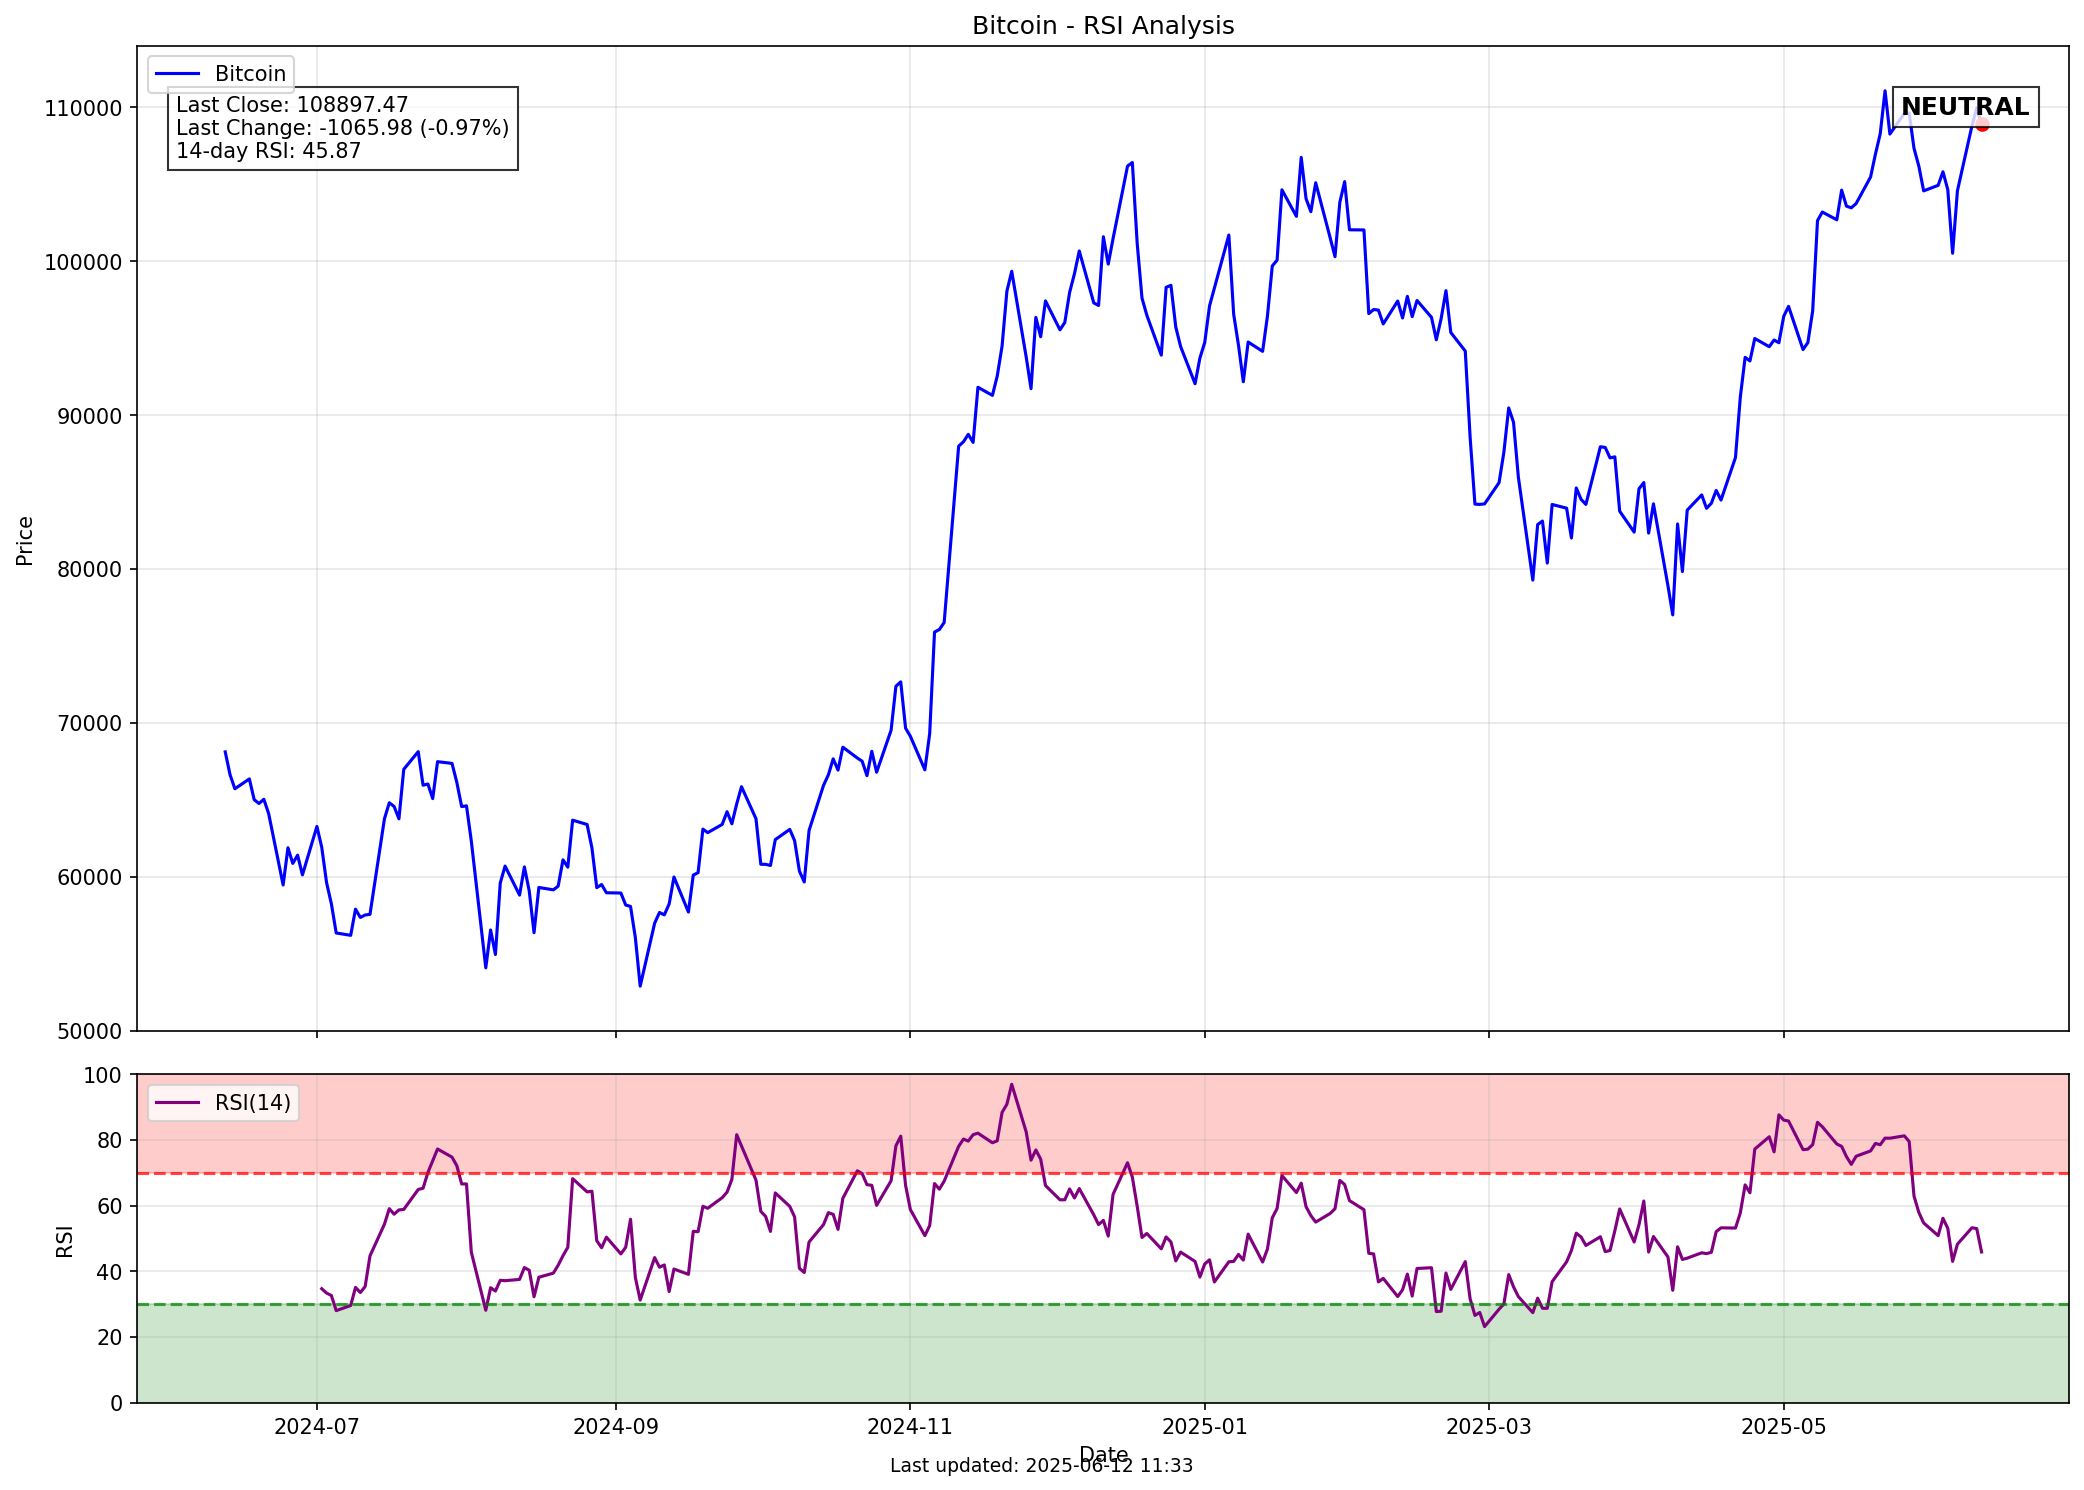 Bitcoin - RSI Analysis
Bitcoin
Last Close: 108897.47
Last Change: -1065.98 (-0.97%)
14-day RSI: 45.87
NEUTRAL
110000
100000
90000
80000
70000
60000
50000
Price
RSI(14)
100
80
60
40
20
0
RSI
2024-07
2024-09
2024-11
2025-01
2025-03
2025-05
Date
Last updated: 2025-06-12 11:33